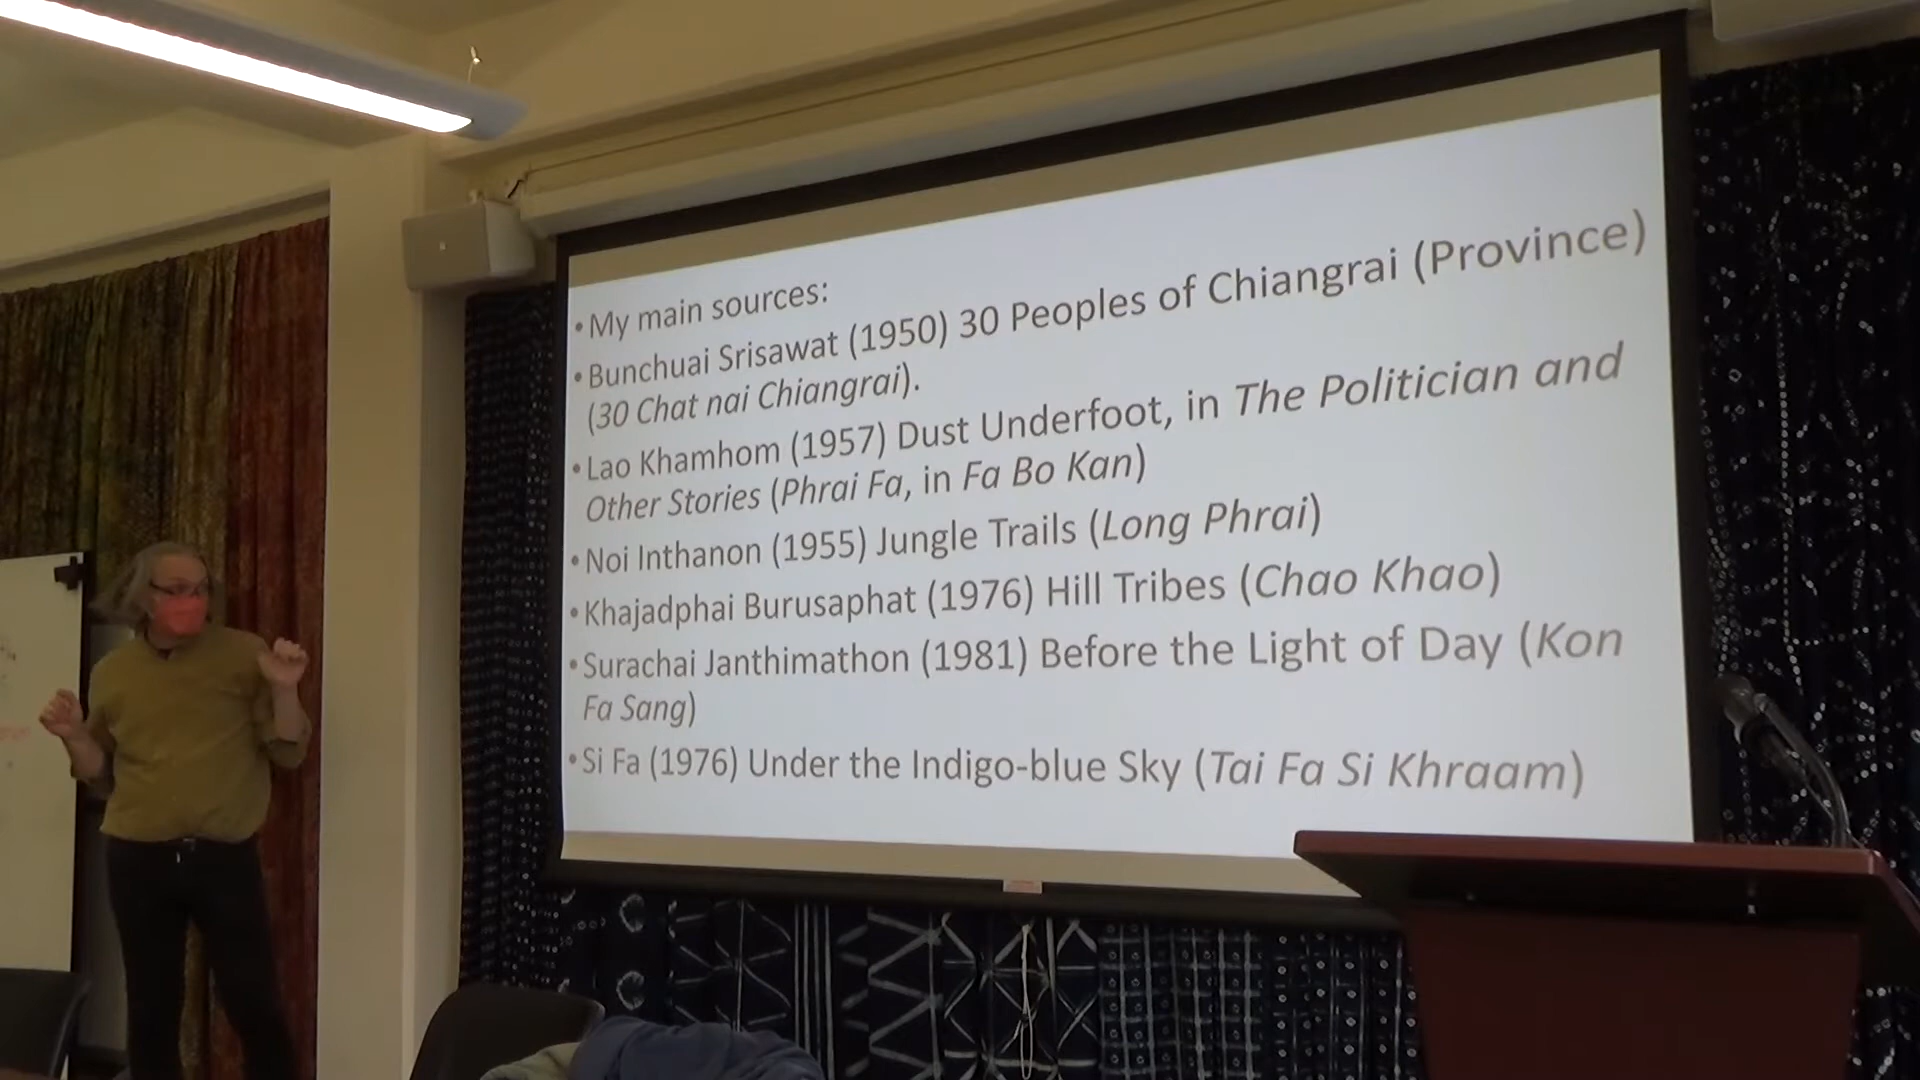 •My main sources:
•Bunchuai Srisawat (1950) 30 Peoples of Chiangrai (Province)
(30 Chat nai Chiangrai).
•Lao Khamhom (1957) Dust Underfoot, in The Politician and
Other Stories (Phrai Fa, in Fa Bo Kan)
•Noi Inthanon (1955) Jungle Trails (Long Phrai)
•Khajadphai Burusaphat (1976) Hill Tribes (Chao Khao)
•Surachai Janthimathon (1981) Before the Light of Day (Kon
Fa Sang)
•Si Fa (1976) Under the Indigo-blue Sky (Tai Fa Si Khraam)